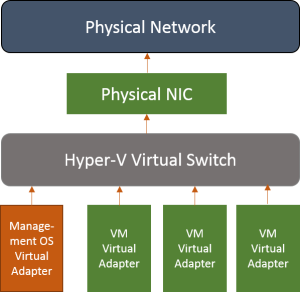 Physical Network
Physical NIC
Hyper-V Virtual Switch
Manage-
ment OS
Virtual
Adapter
VM
Virtual
Adapter
VM
Virtual
Adapter
VM
Virtual
Adapter